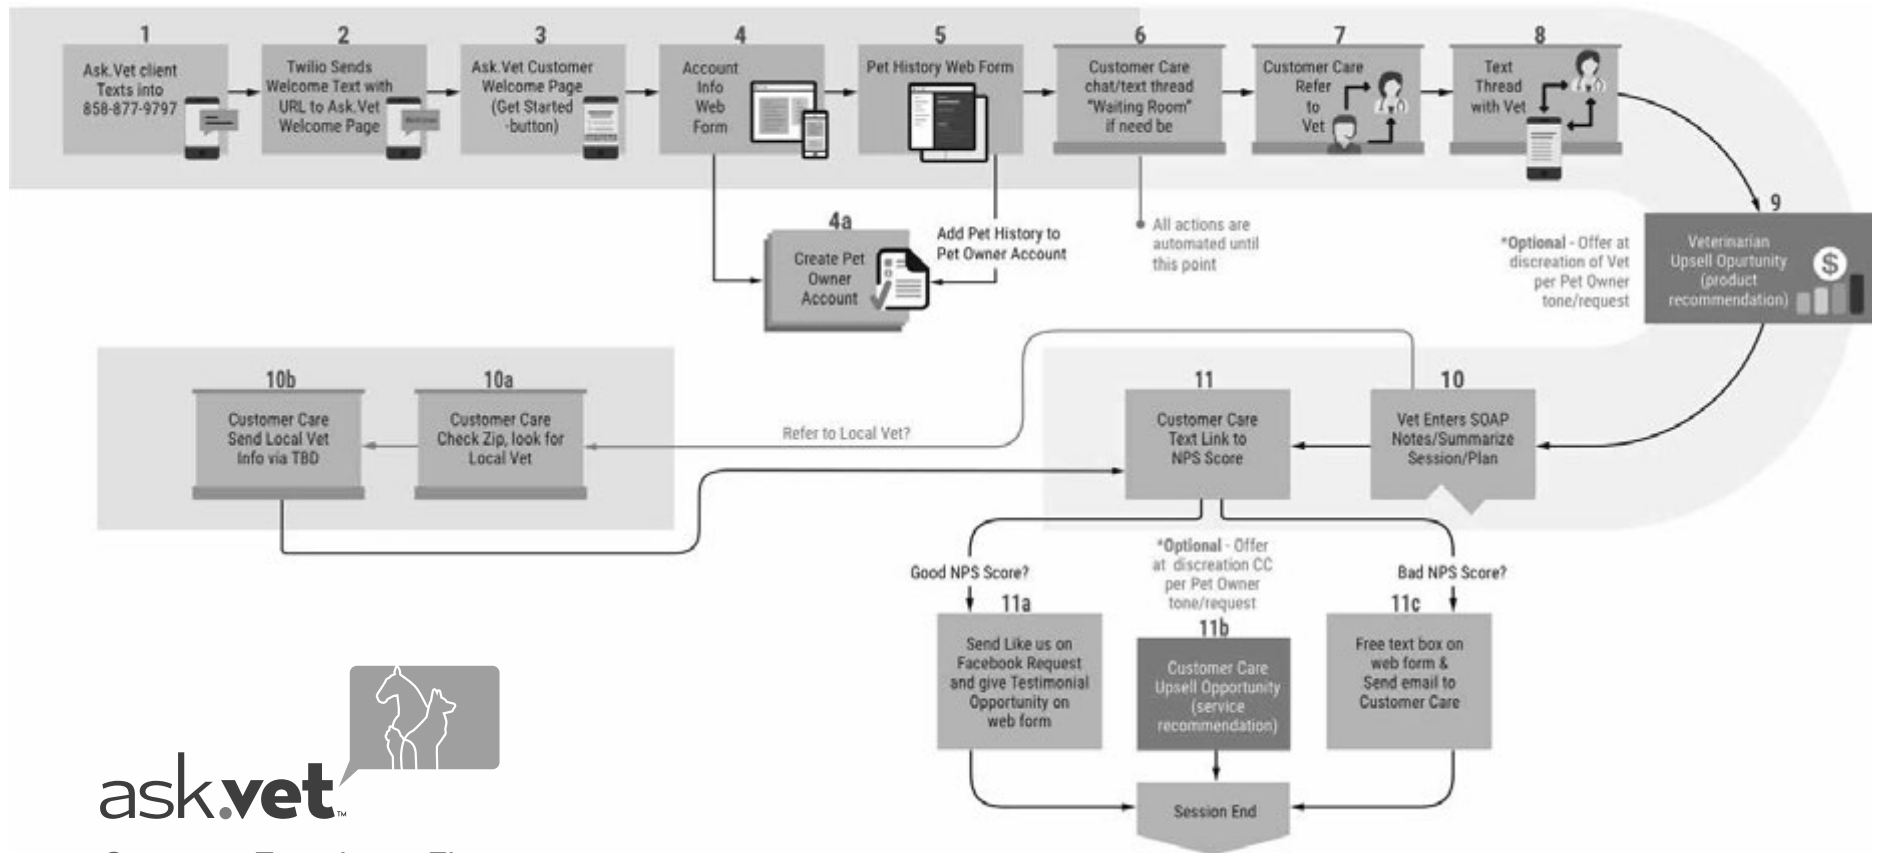 1
Ask.Vet client
Texts into
858-877-9797
2
Twilio Sends
Welcome Text with
URL to Ask.Vet
Welcome Page
3
Ask.Vet Customer
Welcome Page
(Get Started
-button)
4
Account
Info
Web
Form
5
Pet History Web Form
6
Customer Care
chat/text thread
"Waiting Room"
if need be
7
Customer Care
Refer
to
Vet
8
Text
Thread
with Vet
4a
Create Pet
Owner
Account
Add Pet History to
Pet Owner Account
All actions are
automated until
this point
*Optional - Offer at
discreation of Vet
per Pet Owner
tone/request
9
Veterinarian
Upsell Opurtunity
(product
recommendation)
$
10b
Customer Care
Send Local Vet
Info via TBD
10a
Customer Care
Check Zip, look for
Local Vet
Refer to Local Vet?
11
Customer Care
Text Link to
NPS Score
10
Vet Enters SOAP
Notes/Summarize
Session/Plan
Good NPS Score?
*Optional - Offer
at discreation CC
per Pet Owner
tone/request
Bad NPS Score?
11a
Send Like us on
Facebook Request
and give Testimonial
Opportunity on
web form
11b
Customer Care
Upsell Opportunity
(service
recommendation)
11c
Free text box on
web form &
Send email to
Customer Care
Session End
ask.vet™